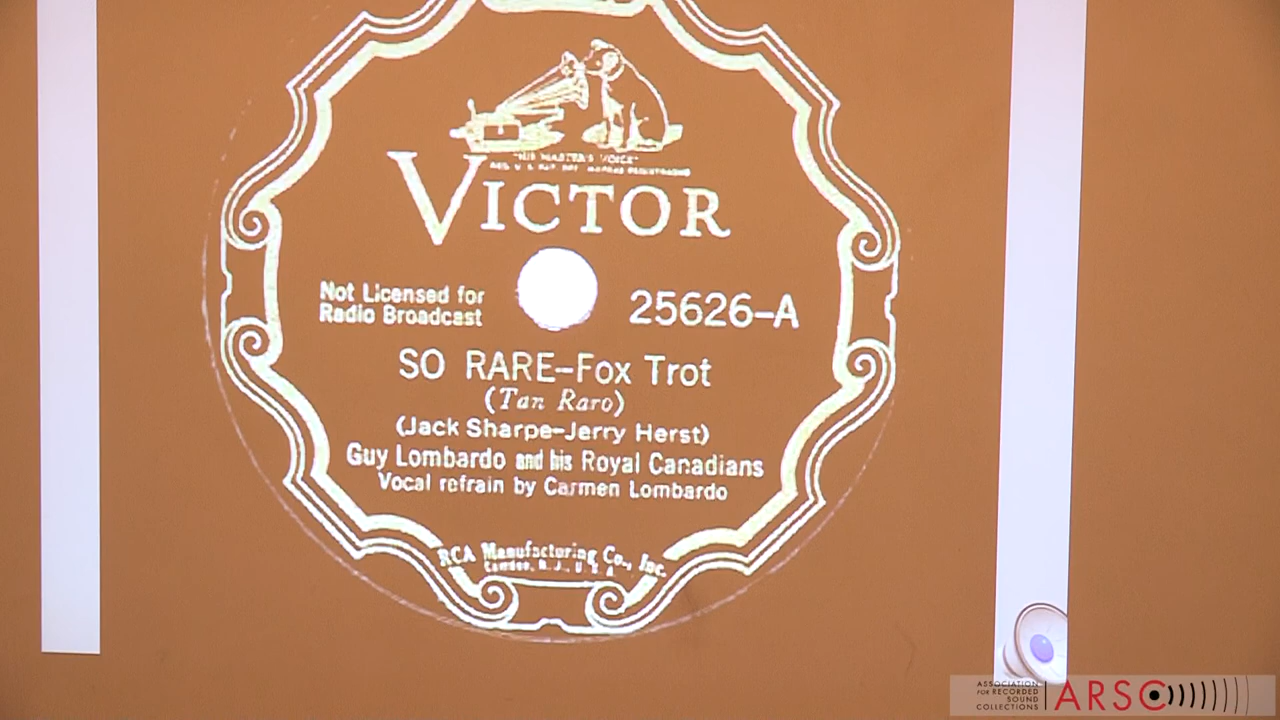 "HIS MASTER'S VOICE"
VICTOR
Not Licensed for
Radio Broadcast
25626-A
SO RARE-Fox Trot
(Tan Raro)
(Jack Sharpe-Jerry Herst)
Guy Lombardo and his Royal Canadians
Vocal refrain by Carmen Lombardo
RCA Manufacturing Co., Inc.
Camden, N. J., U. S. A.
ASSOCIATION
FOR RECORDED
SOUND
COLLECTIONS
ARSC